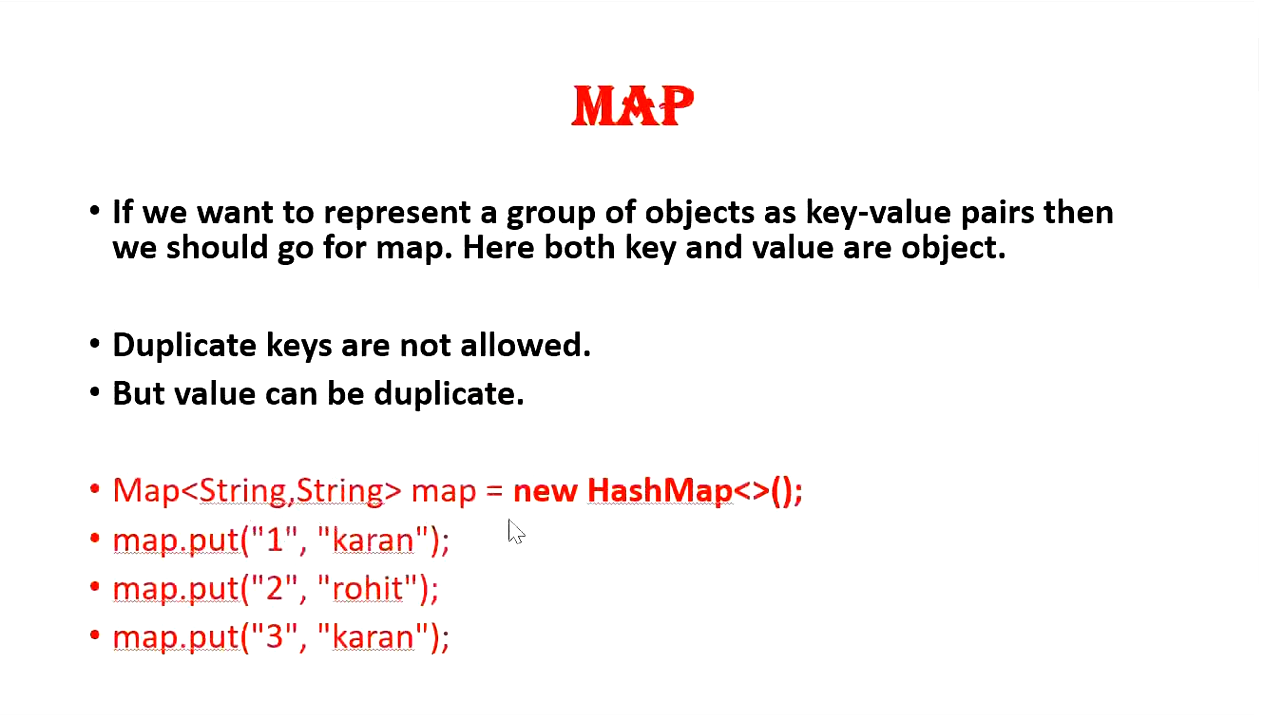 MAP
• If we want to represent a group of objects as key-value pairs then
we should go for map. Here both key and value are object.
• Duplicate keys are not allowed.
• But value can be duplicate.
• Map<String,String> map = new HashMap<>();
• map.put("1", "karan");
• map.put("2", "rohit");
• map.put("3", "karan");